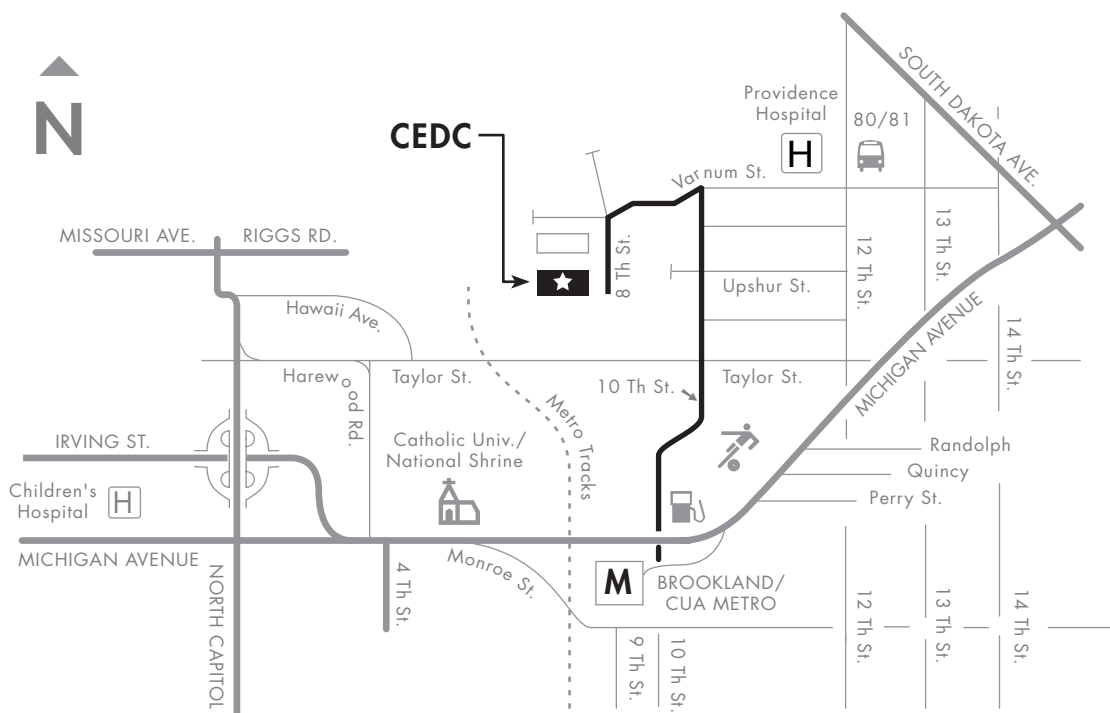 SOUTH DAKOTA AVE.
Providence
Hospital
H
80/81
N
CEDC
Varnum St.
MISSOURI AVE.
RIGGS RD.
8 Th St.
12 Th St.
13 Th St.
Upshur St.
Hawaii Ave.
MICHIGAN AVENUE
14 Th St.
Harewood Rd.
Taylor St.
10 Th St.
Taylor St.
Metro Tracks
IRVING ST.
Catholic Univ./
National Shrine
Randolph
Quincy
Perry St.
Children's
Hospital
H
MICHIGAN AVENUE
NORTH CAPITOL
4 Th St.
Monroe St.
M
BROOKLAND/
CUA METRO
9 Th St.
10 Th St.
12 Th St.
13 Th St.
14 Th St.